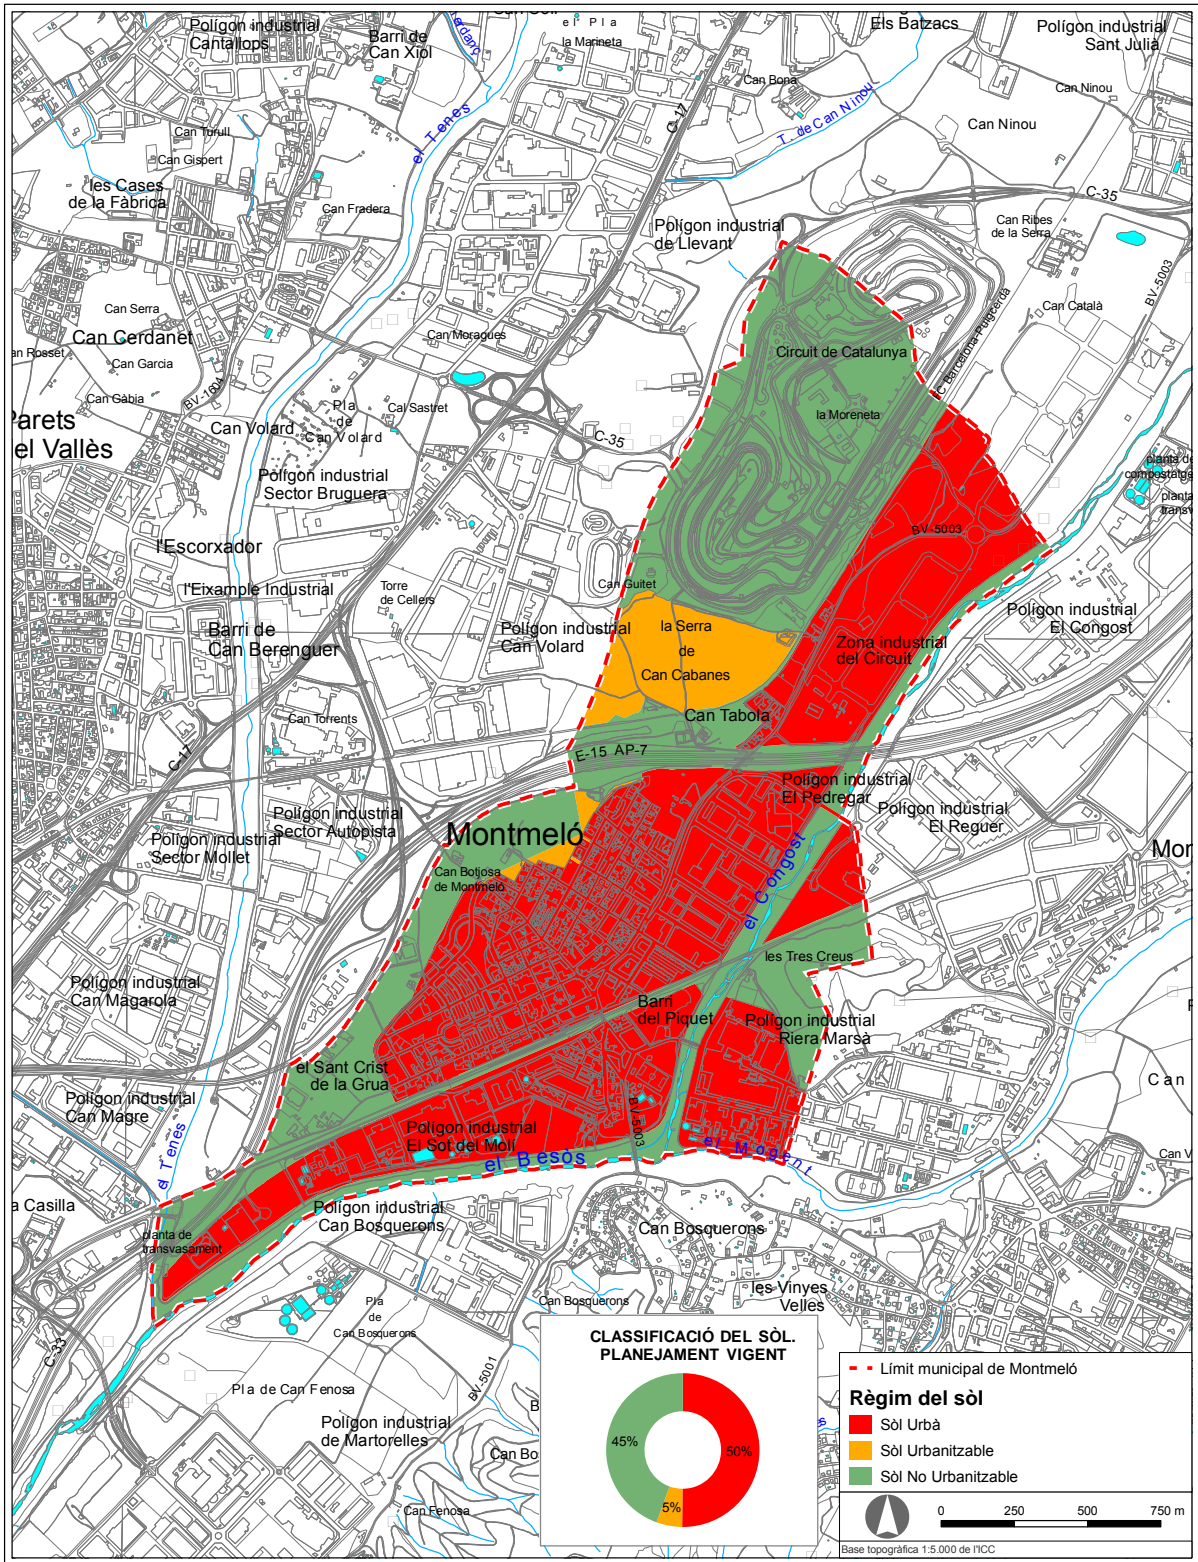 Polígon industrial
Cantallops
Barri de
Can Xiol
el Pla
la Marineta
Els Batzacs
Polígon industrial
Sant Julià
Can Bona
Can Ninou
T. de Can Ninou
Can Ninou
C-17
el Tenes
Can Turull
Can Gispert
les Cases
de la Fàbrica
Can Fradera
C-35
Can Ribes
de la Serra
Polígon industrial
de Llevant
BV-5003
Can Serra
Can Cerdanet
Can Garcia
Can Moragues
Can Català
Circuit de Catalunya
FC Barcelona-Puigcerdà
BV-1604
Can Gàbia
Can Volard
Pla
de
Can Volard
Cal Sastret
la Moreneta
C-35
Parets
del Vallès
Polígon industrial
Sector Bruguera
planta de
compostatge
planta
BV-5003
l'Escorxador
l'Eixample Industrial
Torre
de Cellers
Can Guitet
Polígon industrial
El Congost
Barri de
Can Berenguer
Polígon industrial
Can Volard
la Serra
de
Can Cabanes
Zona industrial
del Circuit
Can Torrents
Can Tabola
C-17
E-15 AP-7
Polígon industrial
El Pedregar
Polígon industrial
Sector Autopista
Polígon industrial
Sector Mollet
Montmeló
Polígon industrial
El Reguer
Can Botjosa
de Montmeló
el Congost
les Tres Creus
Polígon industrial
Can Magarola
Barri
del Piquet
Polígon industrial
Riera Marsà
el Sant Crist
de la Grua
Polígon industrial
Can Magre
Polígon industrial
El Sot del Molí
BV-5003
el Tenes
el Besòs
el Mogent
a Casilla
Polígon industrial
Can Bosquerons
Can Bosquerons
planta de
transvasament
les Vinyes
Velles
Can Bosquerons
Pla
de
Can Bosquerons
C-33
BV-5001
Pla de Can Fenosa
Polígon industrial
de Martorelles
Can Fenosa
CLASSIFICACIÓ DEL SÒL.
PLANEJAMENT VIGENT
45%
50%
5%
Límit municipal de Montmeló
Règim del sòl
Sòl Urbà
Sòl Urbanitzable
Sòl No Urbanitzable
0 250 500 750 m
Base topogràfica 1:5.000 de l'ICC